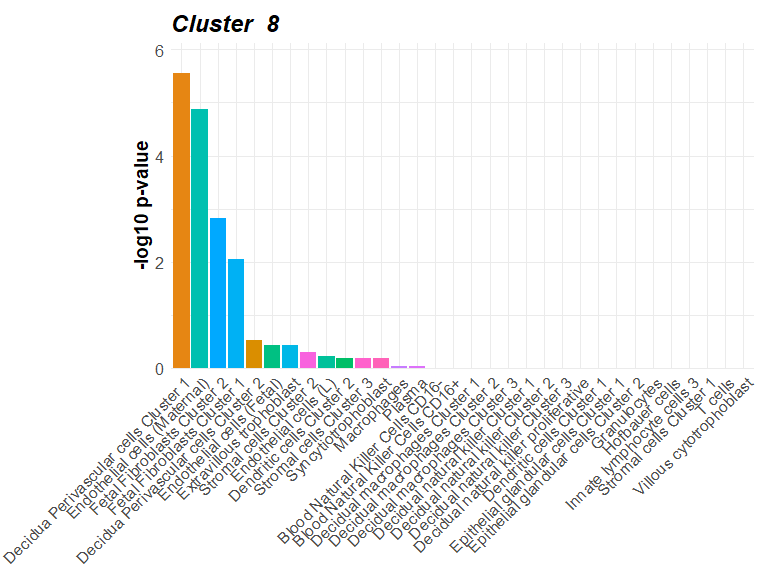 Cluster 8
-log10 p-value
6
4
2
0
Decidua Perivascular cells Cluster 1
Endothelial cells (Maternal)
Fetal Fibroblasts Cluster 2
Fetal Fibroblasts Cluster 1
Decidua Perivascular cells Cluster 2
Endothelial cells (Fetal)
Extravillous trophoblast
Stromal cells Cluster 2
Endothelial cells (L)
Dendritic cells Cluster 2
Stromal cells Cluster 3
Syncytiotrophoblast
Macrophages
Plasma
Blood Natural Killer Cells CD16-
Blood Natural Killer Cells CD16+
Decidual macrophages Cluster 1
Decidual macrophages Cluster 2
Decidual macrophages Cluster 3
Decidual natural killer Cluster 1
Decidual natural killer Cluster 2
Decidual natural killer Cluster 3
Decidual natural killer proliferative
Dendritic cells Cluster 1
Epithelial glandular cells Cluster 1
Epithelial glandular cells Cluster 2
Granulocytes
Hofbauer cells
Innate lymphocyte cells 3
Stromal cells Cluster 1
T cells
Villous cytotrophoblast